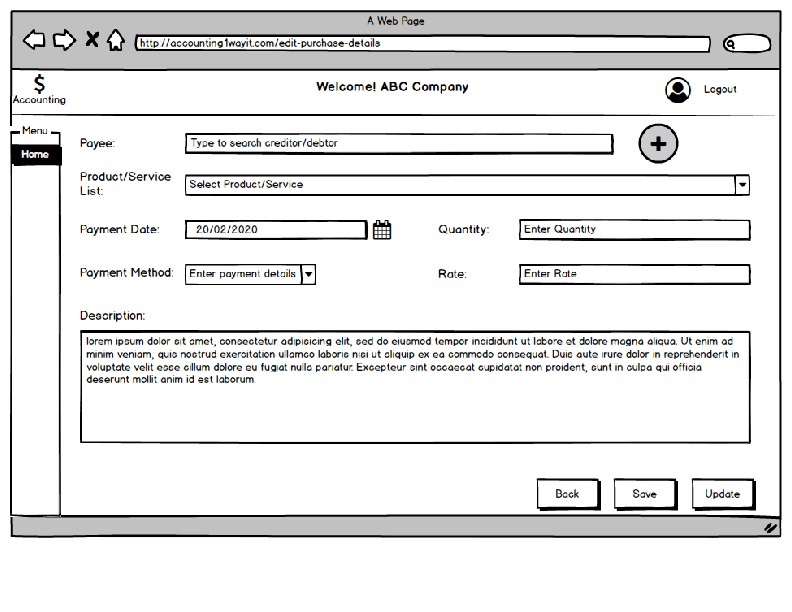 A Web Page
http://accounting1wayit.com/edit-purchase-details
$
Accounting
Welcome! ABC Company
Logout
Menu
Home
Payee:
Type to search creditor/debtor
+
Product/Service
List:
Select Product/Service
Payment Date:
20/02/2020
Quantity:
Enter Quantity
Payment Method:
Enter payment details
Rate:
Enter Rate
Description:
lorem ipsum dolor sit amet, consectetur adipisicing elit, sed do eiusmod tempor incididunt ut labore et dolore magna aliqua. Ut enim ad
minim veniam, quis nostrud exercitation ullamco laboris nisi ut aliquip ex ea commodo consequat. Duis aute irure dolor in reprehenderit in
voluptate velit esse cillum dolore eu fugiat nulla pariatur. Excepteur sint occaecat cupidatat non proident, sunt in culpa qui officia
deserunt mollit anim id est laborum.
Back
Save
Update